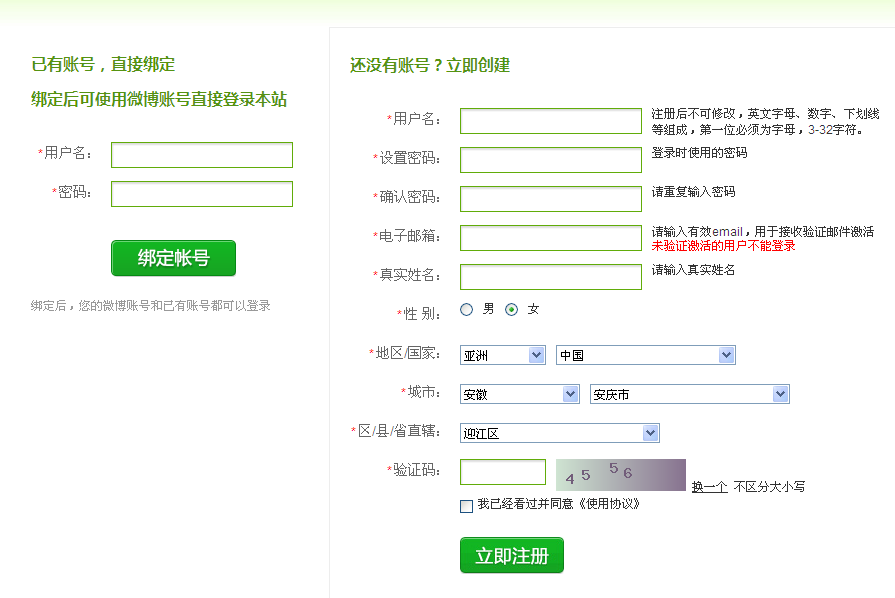 已有账号，直接绑定
绑定后可使用微博账号直接登录本站
*用户名：
*密码：
绑定帐号
绑定后，您的微博账号和已有账号都可以登录
还没有账号？立即创建
*用户名：
注册后不可修改，英文字母、数字、下划线
等组成，第一位必须为字母，3-32字符。
*设置密码：
登录时使用的密码
*确认密码：
请重复输入密码
*电子邮箱：
请输入有效email，用于接收验证邮件激活
未验证激活的用户不能登录
*真实姓名：
请输入真实姓名
*性 别： 男 女
*地区/国家： 亚洲 中国
*城市： 安徽 安庆市
*区/县/省直辖： 迎江区
*验证码： 4 5 5 6 换一个 不区分大小写
我已经看过并同意《使用协议》
立即注册